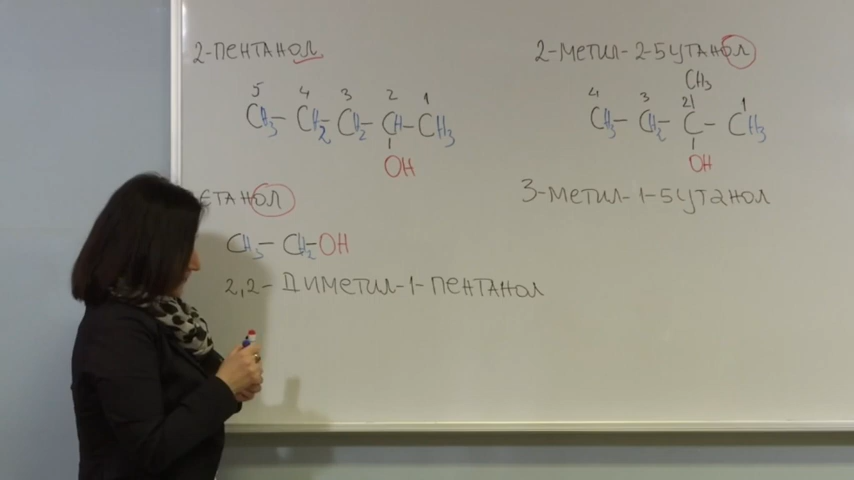 2-ПЕНТАНОЛ
5 4 3 2 1
CH3-CH2-CH2-CH-CH3
OH
ЕТАНОЛ
CH3-CH2-OH
2,2-ДИМЕТИЛ-1-ПЕНТАНОЛ
2-МЕТИЛ-2-БУТАНОЛ
CH3
4 3 2 1
CH3-CH2-C-CH3
OH
3-МЕТИЛ-1-БУТАНОЛ